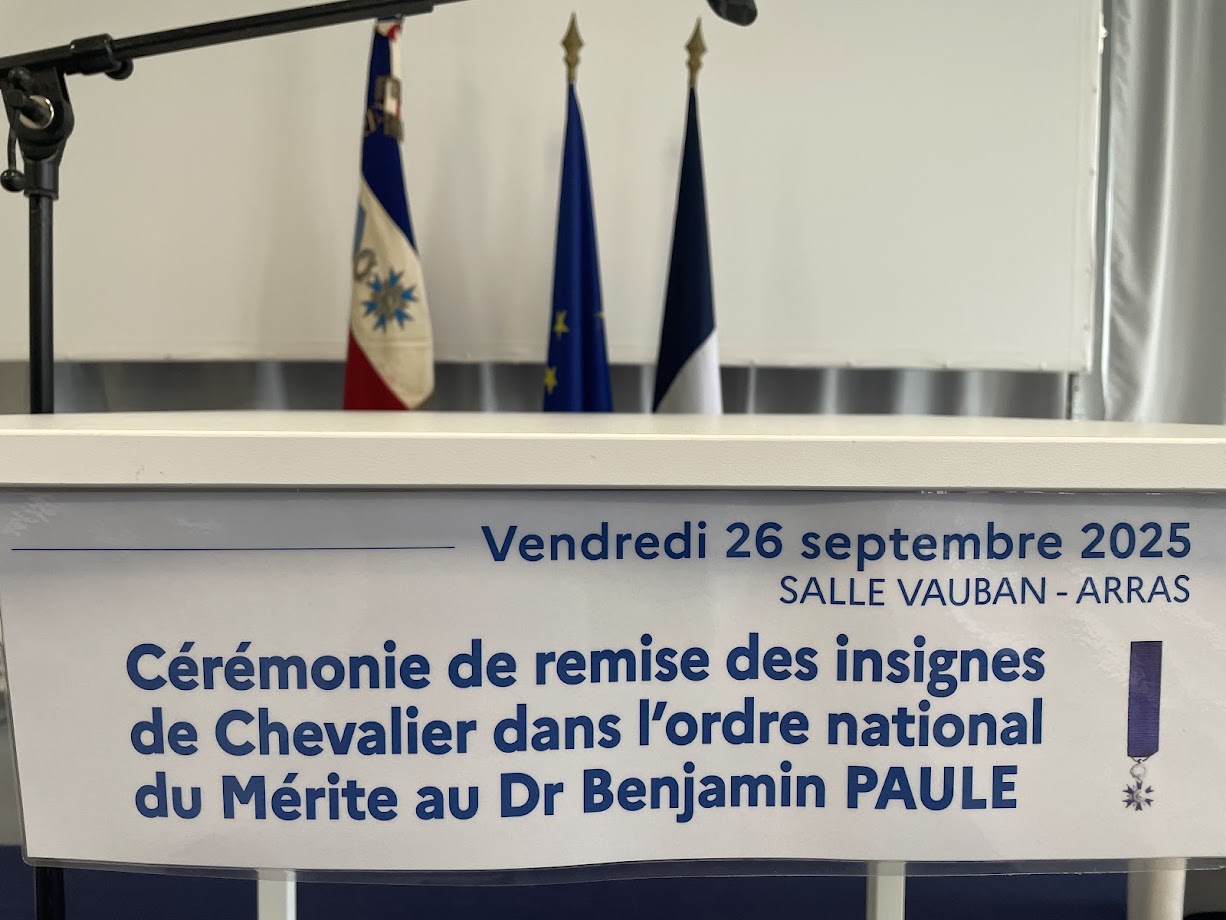 Vendredi 26 septembre 2025
SALLE VAUBAN - ARRAS
Cérémonie de remise des insignes
de Chevalier dans l’ordre national
du Mérite au Dr Benjamin PAULE